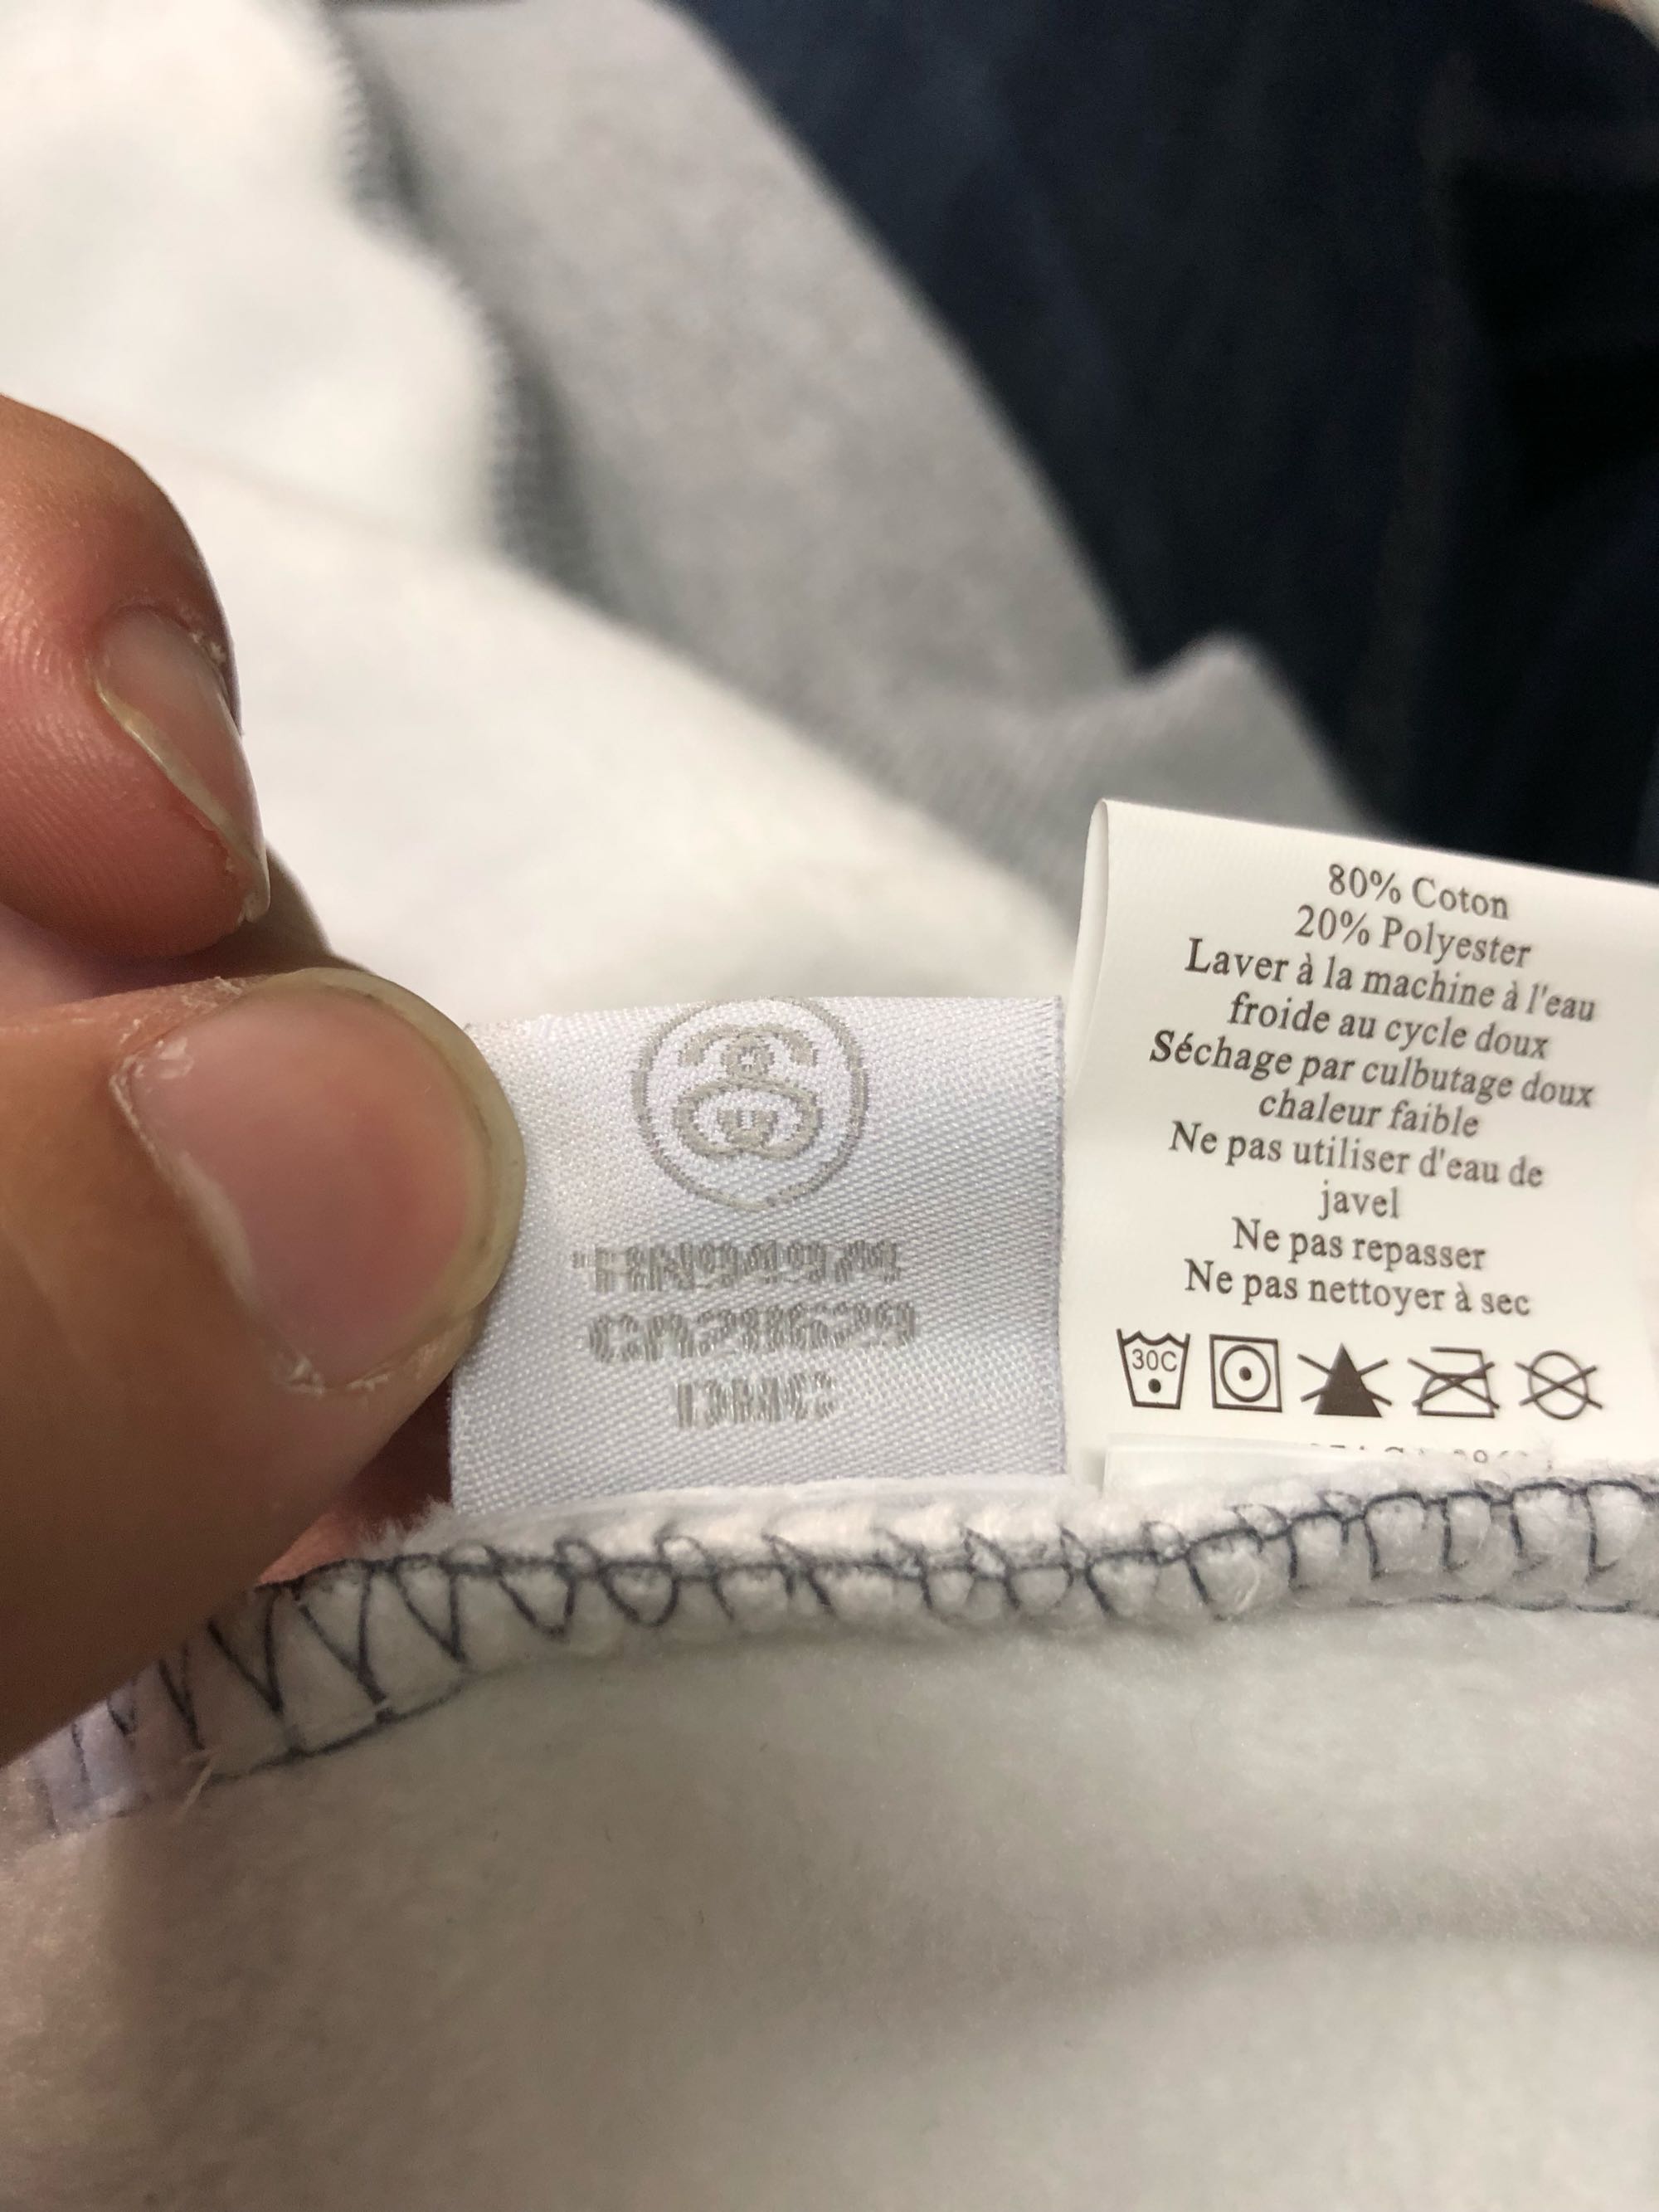 CA28629
80% Coton
20% Polyester
Laver à la machine à l'eau
froide au cycle doux
Séchage par culbutage doux
chaleur faible
Ne pas utiliser d'eau de
javel
Ne pas repasser
Ne pas nettoyer à sec
30C